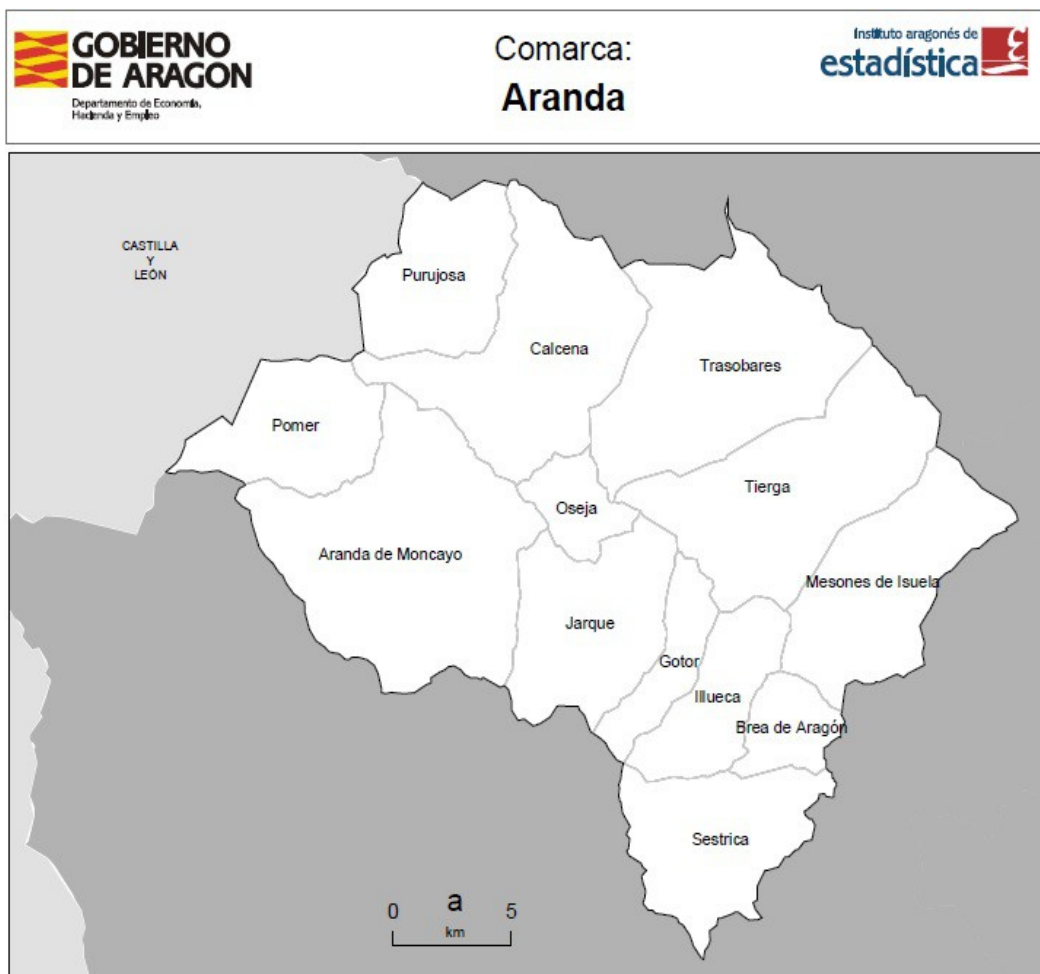 GOBIERNO
DE ARAGON
Departamento de Economía,
Hacienda y Empleo
Comarca:
Aranda
Instituto aragonés de
estadística
CASTILLA
Y
LEÓN
Purujosa
Calcena
Trasobares
Pomer
Tierga
Oseja
Aranda de Moncayo
Mesones de Isuela
Jarque
Gotor
Illueca
Brea de Aragón
Sestrica
0 a 5
km